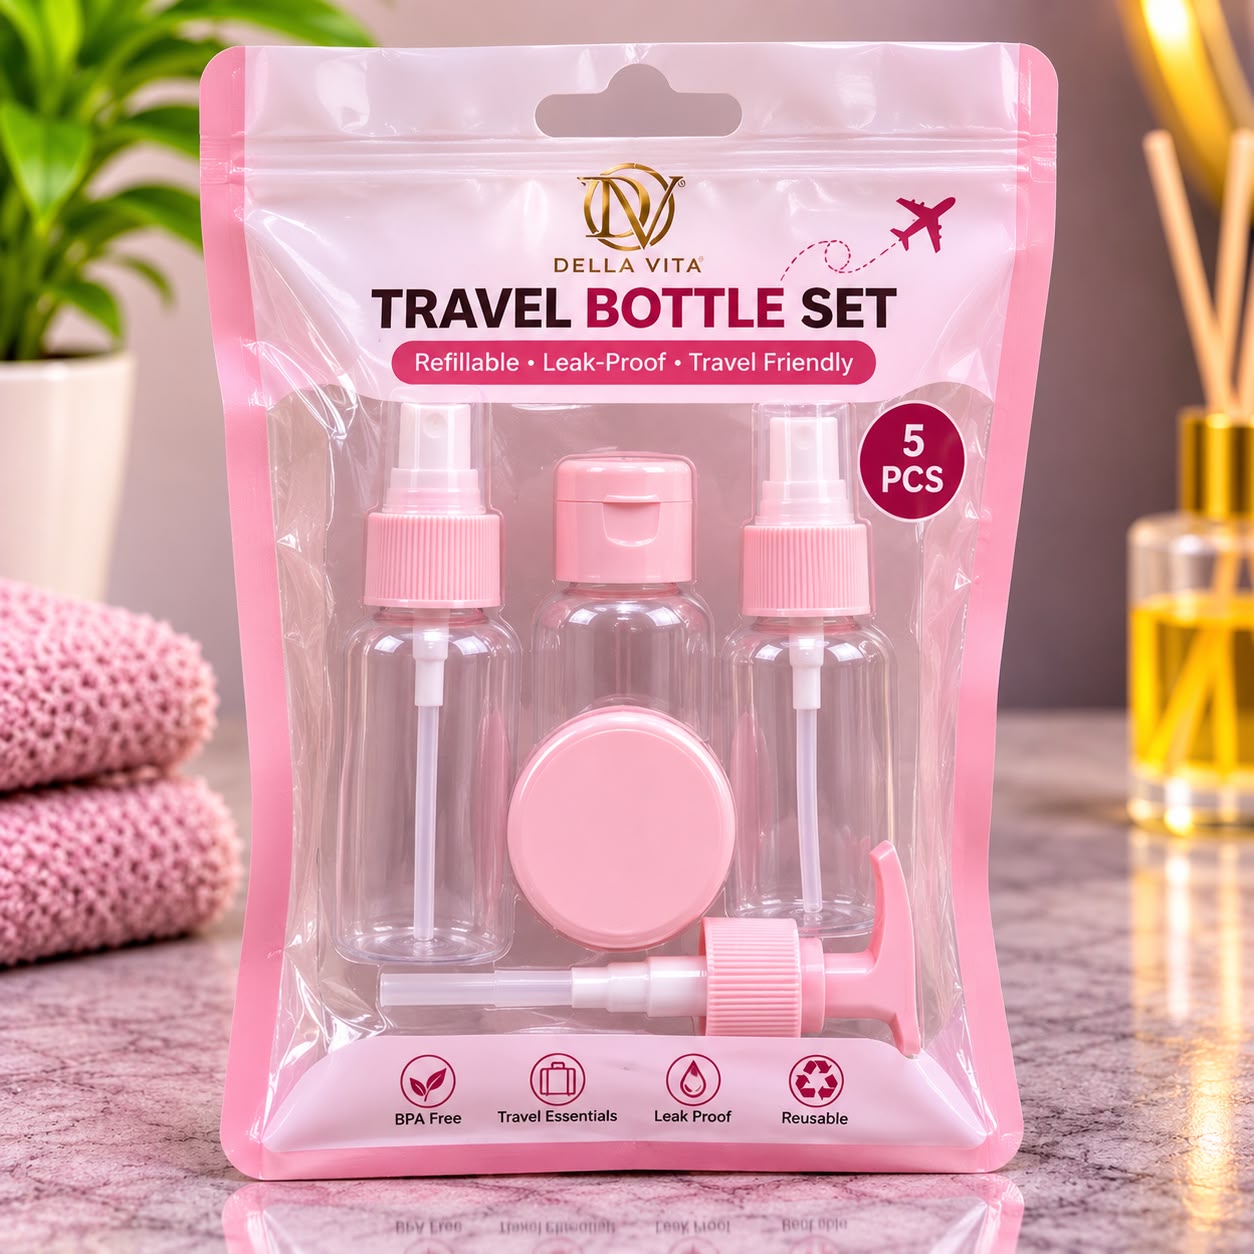 DV®
DELLA VITA®
TRAVEL BOTTLE SET
Refillable • Leak-Proof • Travel Friendly
5
PCS
BPA Free
Travel Essentials
Leak Proof
Reusable